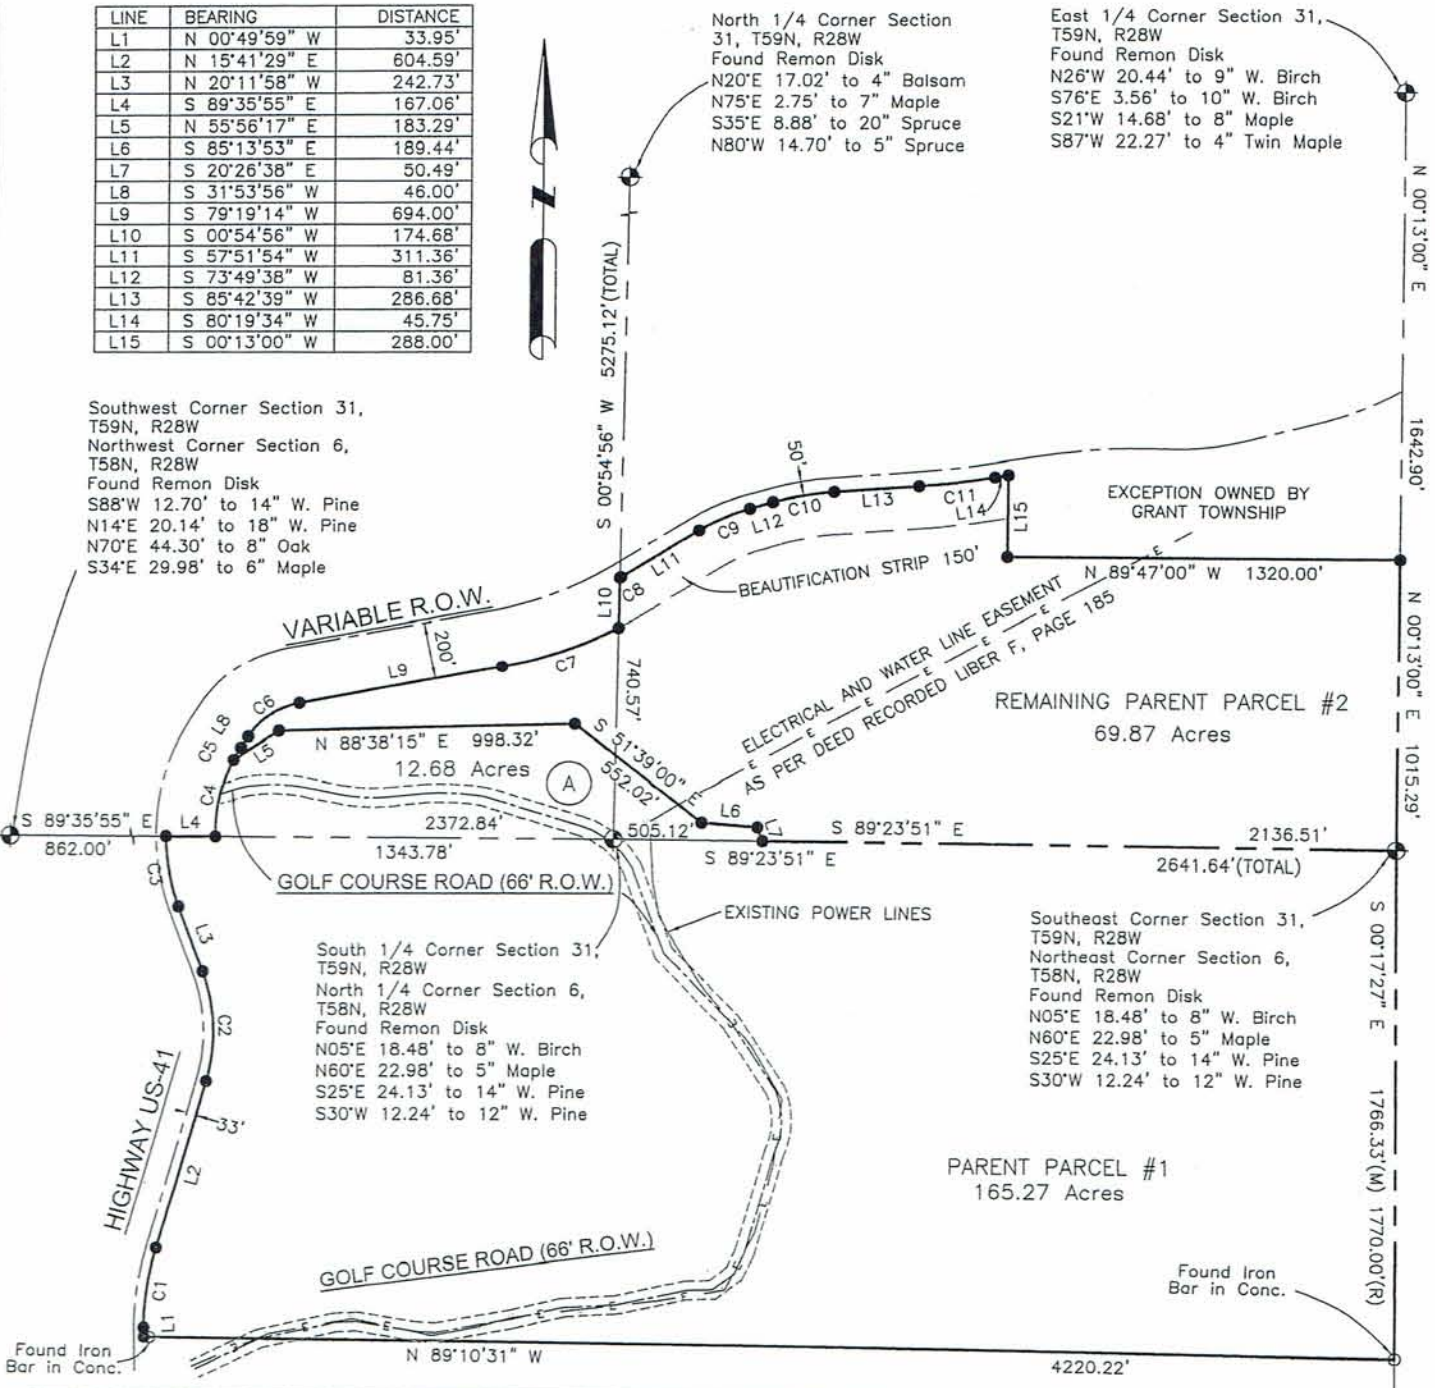 LINE BEARING DISTANCE
L1 N 00°49'59" W 33.95'
L2 N 15°41'29" E 604.59'
L3 N 20°11'58" W 242.73'
L4 S 89°35'55" E 167.06'
L5 N 55°56'17" E 183.29'
L6 S 85°13'53" E 189.44'
L7 S 20°26'38" E 50.49'
L8 S 31°53'56" W 46.00'
L9 S 79°19'14" W 694.00'
L10 S 00°54'56" W 174.68'
L11 S 57°51'54" W 311.36'
L12 S 73°49'38" W 81.36'
L13 S 85°42'39" W 286.68'
L14 S 80°19'34" W 45.75'
L15 S 00°13'00" W 288.00'
N
North 1/4 Corner Section
31, T59N, R28W
Found Remon Disk
N20°E 17.02' to 4" Balsam
N75°E 2.75' to 7" Maple
S35°E 8.88' to 20" Spruce
N80°W 14.70' to 5" Spruce
East 1/4 Corner Section 31,
T59N, R28W
Found Remon Disk
N26°W 20.44' to 9" W. Birch
S76°E 3.56' to 10" W. Birch
S21°W 14.68' to 8" Maple
S87°W 22.27' to 4" Twin Maple
N 00°13'00" E 1642.90'
S 00°54'56" W 5275.12'(TOTAL)
Southwest Corner Section 31,
T59N, R28W
Northwest Corner Section 6,
T58N, R28W
Found Remon Disk
S88°W 12.70' to 14" W. Pine
N14°E 20.14' to 18" W. Pine
N70°E 44.30' to 8" Oak
S34°E 29.98' to 6" Maple
50'
L10
C8
L11
C9
L12
C10
L13
C11
L14
L15
EXCEPTION OWNED BY
GRANT TOWNSHIP
BEAUTIFICATION STRIP 150'
N 89°47'00" W 1320.00'
E
VARIABLE R.O.W.
200'
L9
C7
C6
L8
C5
L5
C4
740.57'
ELECTRICAL AND WATER LINE EASEMENT
E E E E E E E
AS PER DEED RECORDED LIBER F, PAGE 185
REMAINING PARENT PARCEL #2
69.87 Acres
N 00°13'00" E 1015.29'
N 88°38'15" E 998.32'
12.68 Acres
A
S 51°39'00" E
552.02'
L6
L7
S 89°35'55" E
862.00'
L4
2372.84'
1343.78'
505.12'
S 89°23'51" E
S 89°23'51" E
2136.51'
2641.64'(TOTAL)
GOLF COURSE ROAD (66' R.O.W.)
EXISTING POWER LINES
C3
L3
C2
South 1/4 Corner Section 31,
T59N, R28W
North 1/4 Corner Section 6,
T58N, R28W
Found Remon Disk
N05°E 18.48' to 8" W. Birch
N60°E 22.98' to 5" Maple
S25°E 24.13' to 14" W. Pine
S30°W 12.24' to 12" W. Pine
Southeast Corner Section 31,
T59N, R28W
Northeast Corner Section 6,
T58N, R28W
Found Remon Disk
N05°E 18.48' to 8" W. Birch
N60°E 22.98' to 5" Maple
S25°E 24.13' to 14" W. Pine
S30°W 12.24' to 12" W. Pine
S 00°17'27" E 1766.33'(M) 1770.00'(R)
33'
HIGHWAY US-41
L2
PARENT PARCEL #1
165.27 Acres
GOLF COURSE ROAD (66' R.O.W.)
C1
L1
Found Iron
Bar in Conc.
Found Iron
Bar in Conc.
N 89°10'31" W
4220.22'